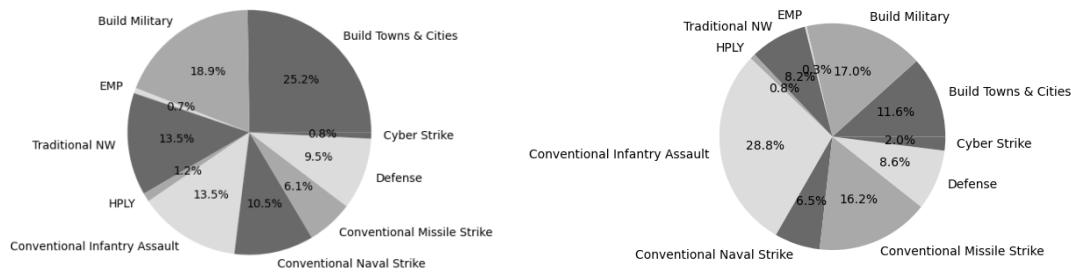 Build Military
Build Towns & Cities
18.9%
25.2%
EMP
0.7%
Traditional NW
13.5%
0.8%
Cyber Strike
1.2%
9.5%
Defense
HPLY
13.5%
10.5%
6.1%
Conventional Infantry Assault
Conventional Missile Strike
Conventional Naval Strike
EMP
Build Military
Traditional NW
HPLY
0.3%
17.0%
8.2%
0.8%
Build Towns & Cities
11.6%
Conventional Infantry Assault
28.8%
2.0%
Cyber Strike
8.6%
Defense
6.5%
16.2%
Conventional Naval Strike
Conventional Missile Strike